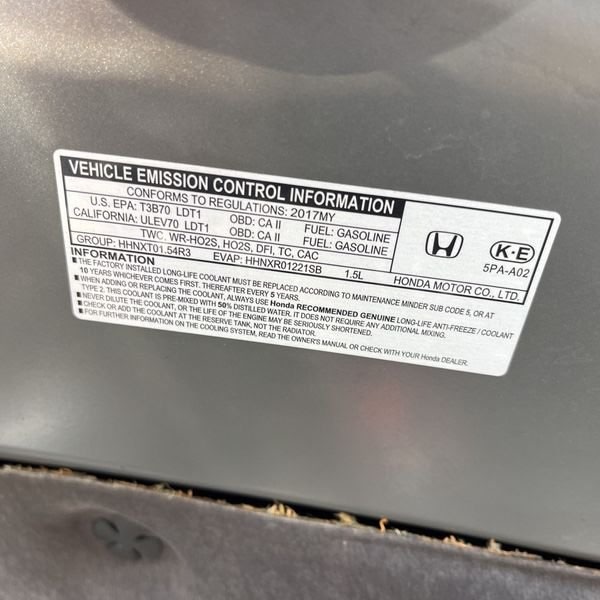 VEHICLE EMISSION CONTROL INFORMATION
CONFORMS TO REGULATIONS: 2017MY
U.S. EPA: T3B70 LDT1 OBD: CA II FUEL: GASOLINE
CALIFORNIA: ULEV70 LDT1 OBD: CA II FUEL: GASOLINE
TWC, WR-HO2S, HO2S, DFI, TC, CAC
GROUP: HHNXT01.54R3 EVAP: HHNXR01221SB 1.5L
K-E
5PA-A02
HONDA MOTOR CO., LTD.
INFORMATION
■THE FACTORY INSTALLED LONG-LIFE COOLANT MUST BE REPLACED ACCORDING TO MAINTENANCE MINDER SUB CODE 5, OR AT
10 YEARS WHICHEVER COMES FIRST. THEREAFTER EVERY 5 YEARS.
■WHEN ADDING OR REPLACING THE COOLANT, ALWAYS USE Honda RECOMMENDED GENUINE LONG-LIFE ANTI-FREEZE / COOLANT
TYPE 2. THIS COOLANT IS PRE-MIXED WITH 50% DISTILLED WATER. IT DOES NOT REQUIRE ANY ADDITIONAL MIXING.
■NEVER DILUTE THE COOLANT, OR THE LIFE OF THE ENGINE MAY BE SERIOUSLY SHORTENED.
■CHECK OR ADD THE COOLANT AT THE RESERVE TANK, NOT THE RADIATOR.
■FOR FURTHER INFORMATION ON THE COOLING SYSTEM, READ THE OWNER'S MANUAL OR CHECK WITH YOUR Honda DEALER.